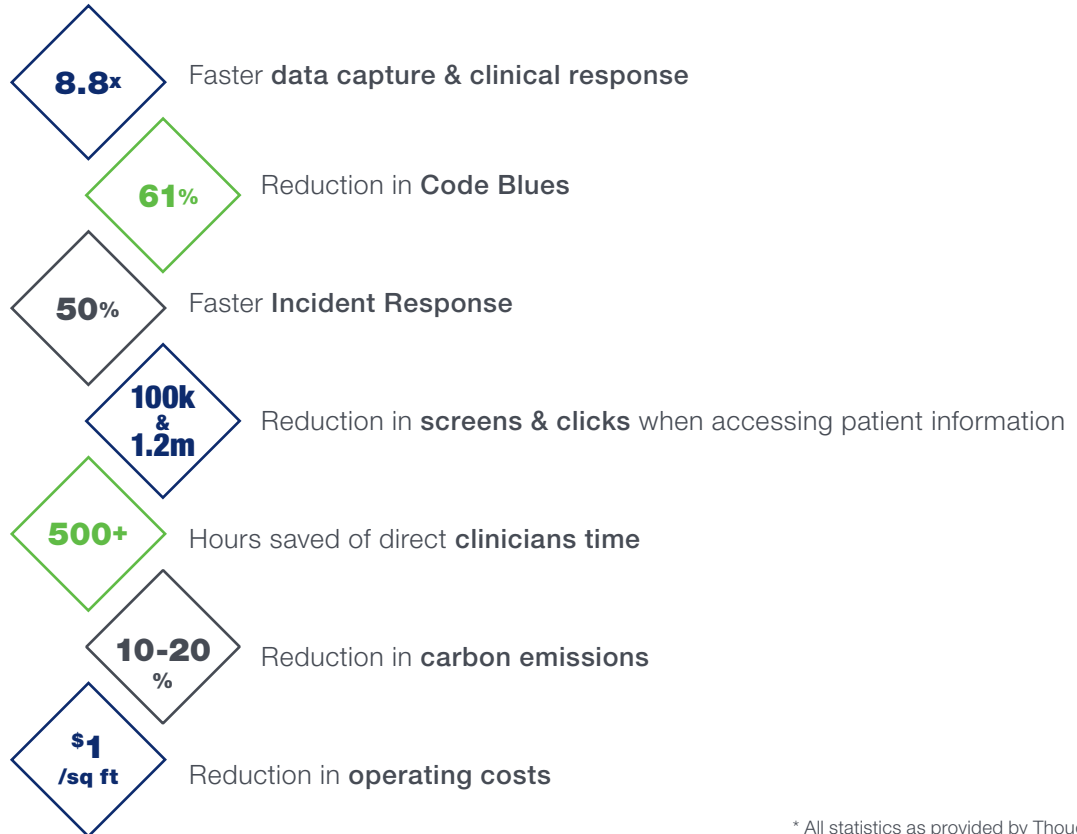 8.8x
Faster data capture & clinical response
61%
Reduction in Code Blues
50%
Faster Incident Response
100k
&
1.2m
Reduction in screens & clicks when accessing patient information
500+
Hours saved of direct clinicians time
10-20
%
Reduction in carbon emissions
$1
/sq ft
Reduction in operating costs
* All statistics as provided by